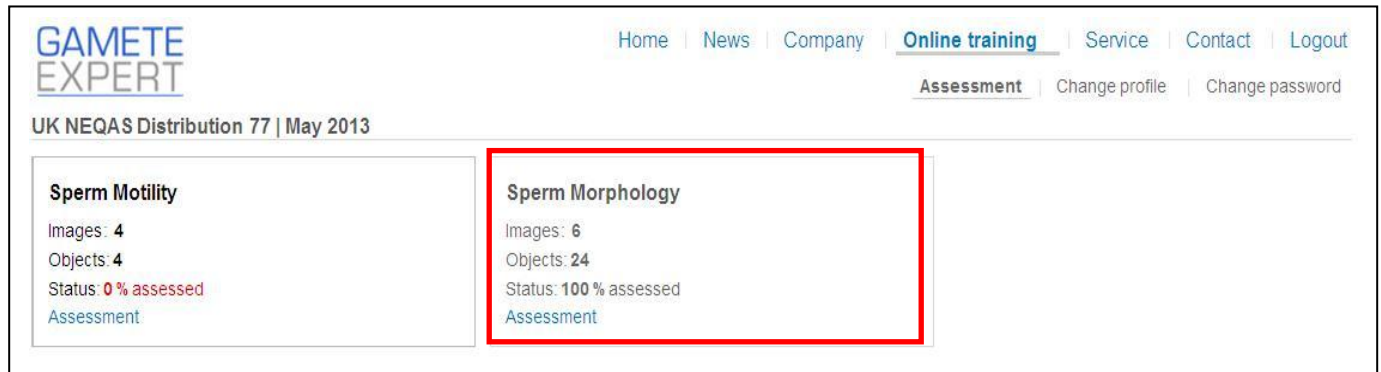 GAMETE
EXPERT
Home | News | Company | Online training | Service | Contact | Logout
Assessment | Change profile | Change password
UK NEQAS Distribution 77 | May 2013
Sperm Motility
Images: 4
Objects: 4
Status: 0 % assessed
Assessment
Sperm Morphology
Images: 6
Objects: 24
Status: 100 % assessed
Assessment